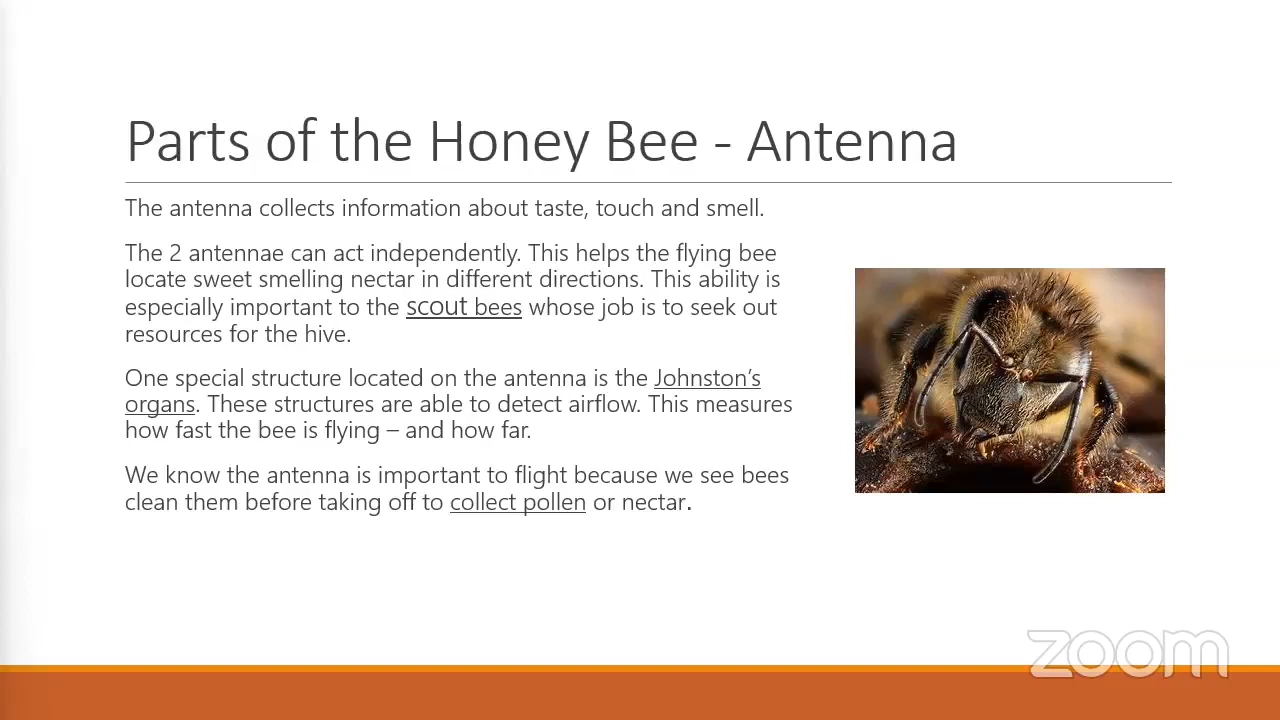 Parts of the Honey Bee - Antenna
The antenna collects information about taste, touch and smell.
The 2 antennae can act independently. This helps the flying bee
locate sweet smelling nectar in different directions. This ability is
especially important to the scout bees whose job is to seek out
resources for the hive.
One special structure located on the antenna is the Johnston’s
organs. These structures are able to detect airflow. This measures
how fast the bee is flying – and how far.
We know the antenna is important to flight because we see bees
clean them before taking off to collect pollen or nectar.
zoom